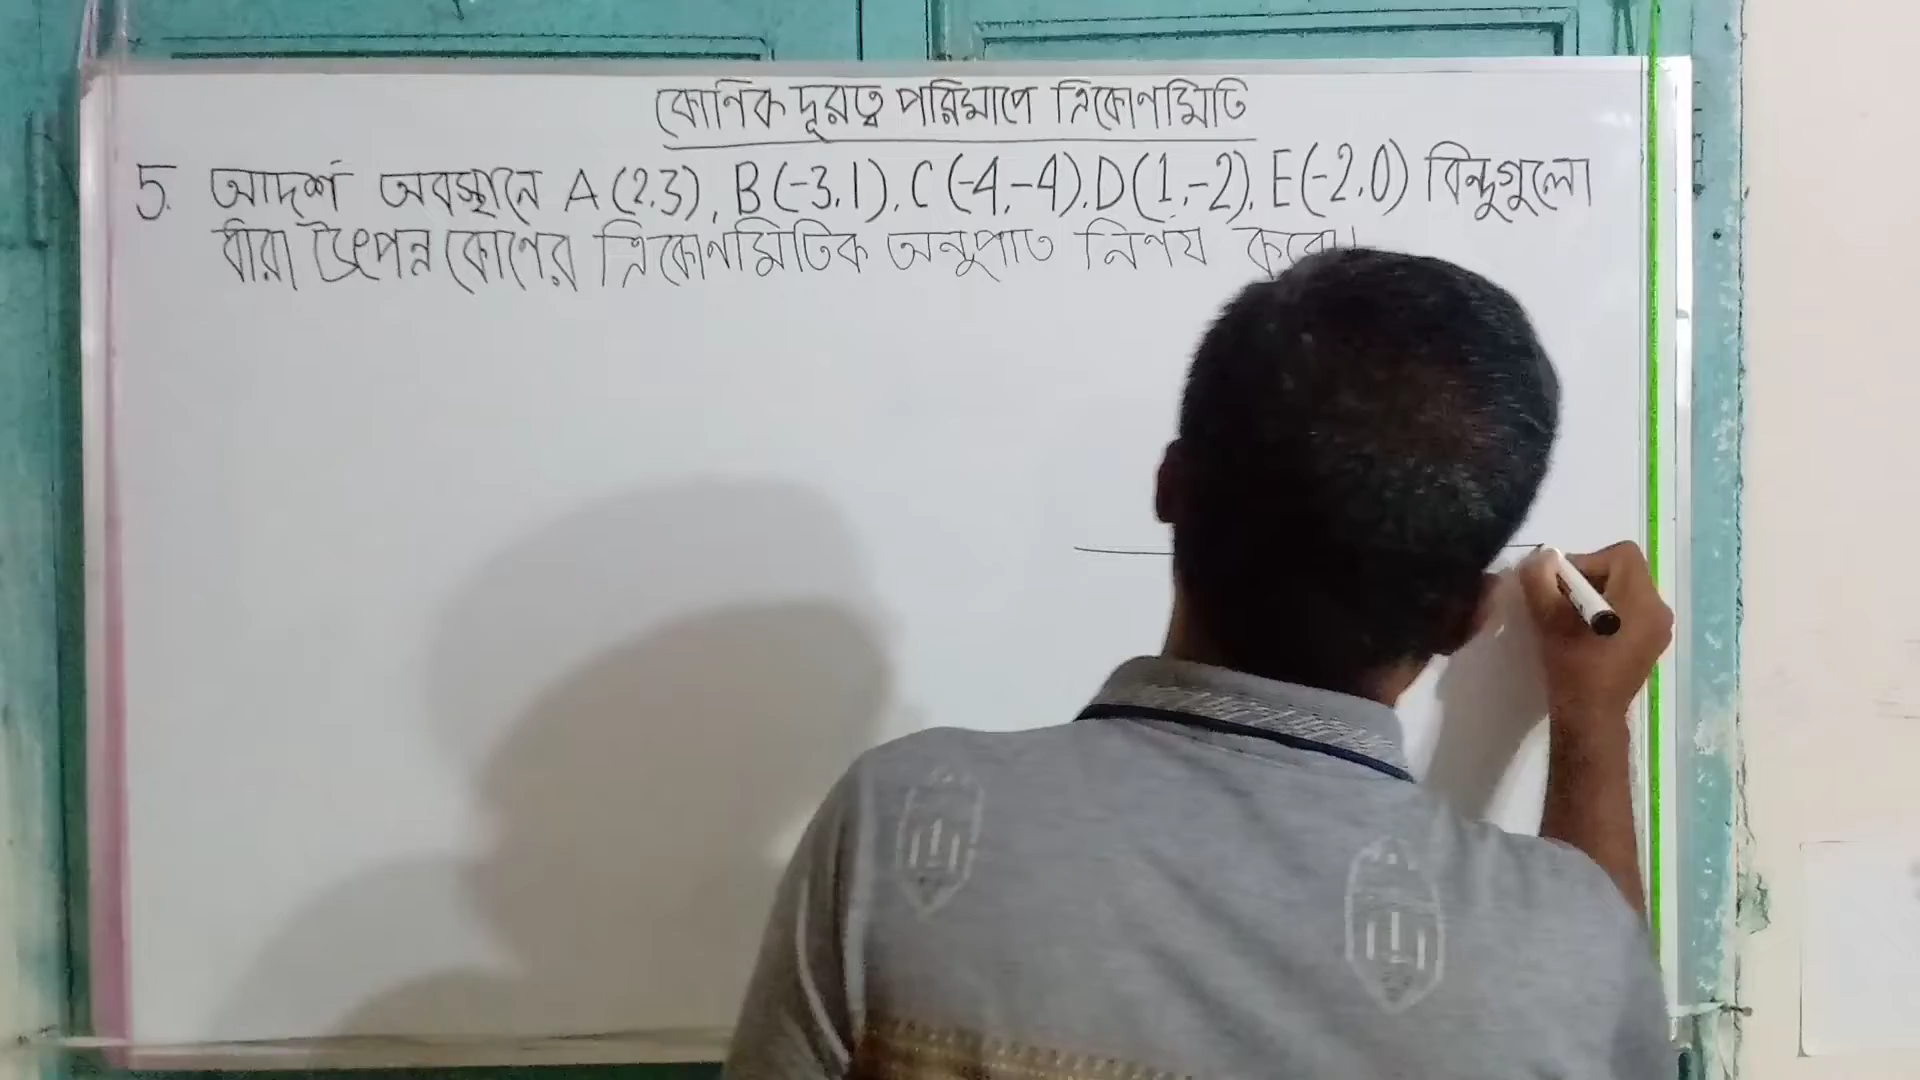 কৌণিক দূরত্ব পরিমাপে ত্রিকোণমিতি
5. আদর্শ অবস্থানে A (2,3), B (-3,1), C (-4,-4), D (1,-2), E (-2,0) বিন্দুগুলো
দ্বারা উৎপন্ন কোণের ত্রিকোণমিতিক অনুপাত নির্ণয় করো।